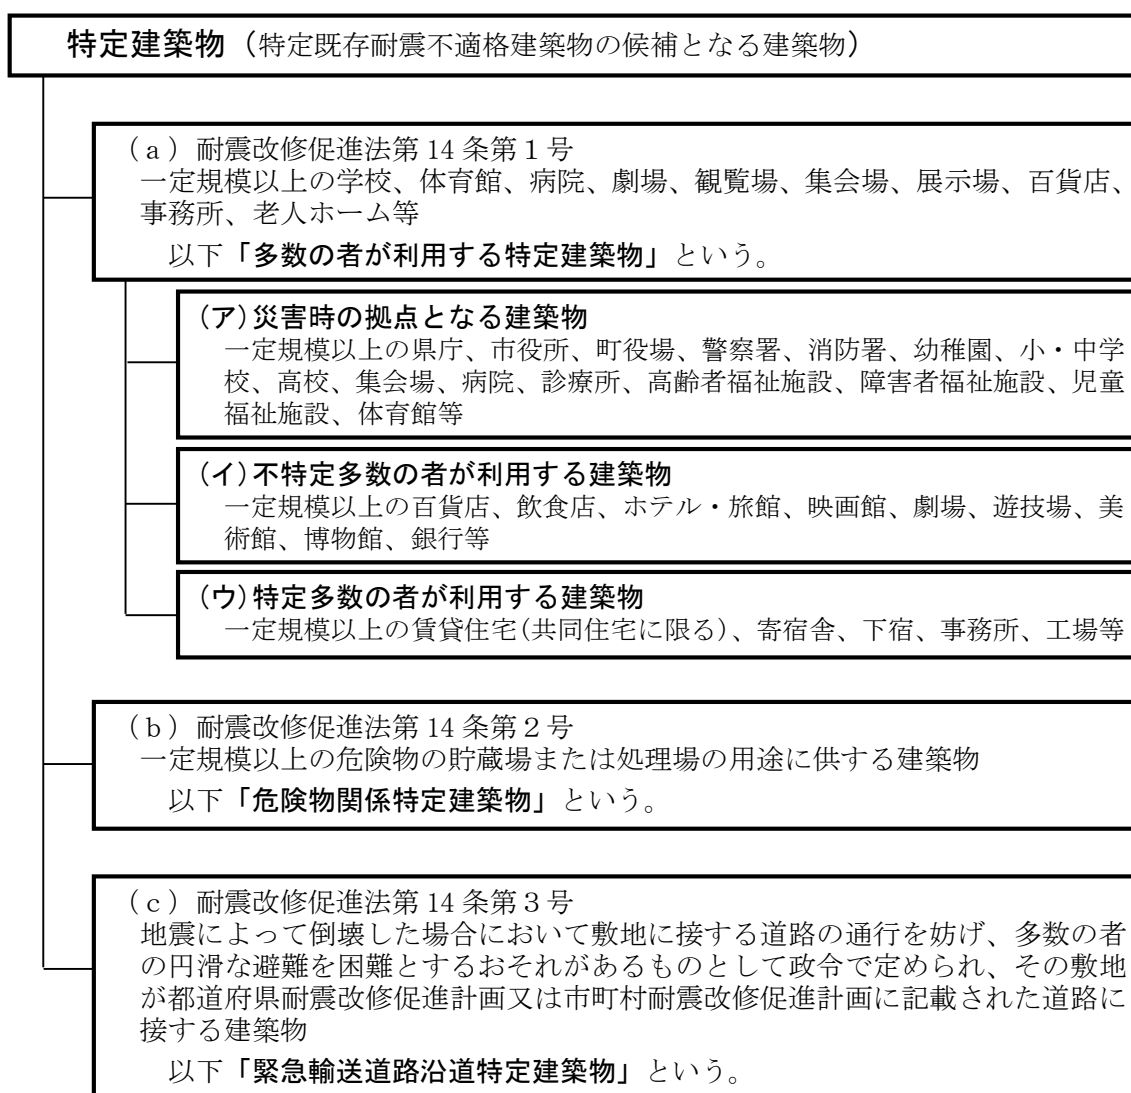 特定建築物（特定既存耐震不適格建築物の候補となる建築物）
（a）耐震改修促進法第14条第１号
一定規模以上の学校、体育館、病院、劇場、観覧場、集会場、展示場、百貨店、
事務所、老人ホーム等
以下「多数の者が利用する特定建築物」という。
(ア)災害時の拠点となる建築物
一定規模以上の県庁、市役所、町役場、警察署、消防署、幼稚園、小・中学
校、高校、集会場、病院、診療所、高齢者福祉施設、障害者福祉施設、児童
福祉施設、体育館等
(イ)不特定多数の者が利用する建築物
一定規模以上の百貨店、飲食店、ホテル・旅館、映画館、劇場、遊技場、美
術館、博物館、銀行等
(ウ)特定多数の者が利用する建築物
一定規模以上の賃貸住宅(共同住宅に限る)、寄宿舎、下宿、事務所、工場等
（b）耐震改修促進法第14条第２号
一定規模以上の危険物の貯蔵場または処理場の用途に供する建築物
以下「危険物関係特定建築物」という。
（c）耐震改修促進法第14条第３号
地震によって倒壊した場合において敷地に接する道路の通行を妨げ、多数の者
の円滑な避難を困難とするおそれがあるものとして政令で定められ、その敷地
が都道府県耐震改修促進計画又は市町村耐震改修促進計画に記載された道路に
接する建築物
以下「緊急輸送道路沿道特定建築物」という。